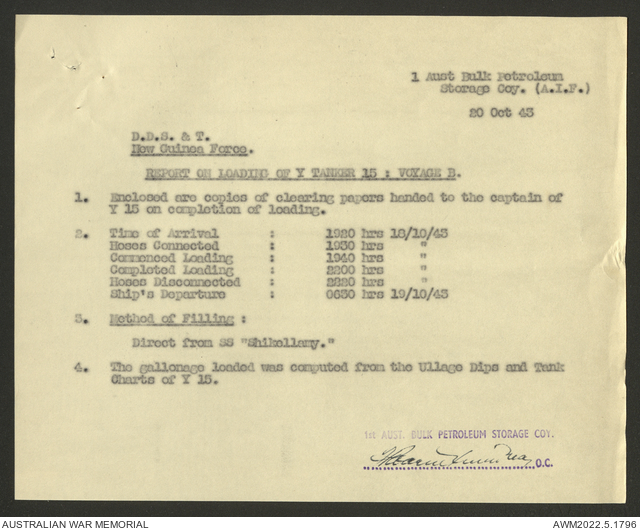 1 Aust Bulk Petroleum
Storage Coy. (A.I.F.)
20 Oct 43
D.D.S. & T.
New Guinea Force.
REPORT ON LOADING OF Y TANKER 15 : VOYAGE B.
1. Enclosed are copies of clearing papers handed to the captain of
Y 15 on completion of loading.
2. Time of Arrival : 1920 hrs 18/10/43
Hoses Connected : 1930 hrs "
Commenced Loading : 1940 hrs "
Completed Loading : 2200 hrs "
Hoses Disconnected : 2220 hrs "
Ship's Departure : 0630 hrs 19/10/43
3. Method of Filling :
Direct from SS "Shikellamy."
4. The gallonage loaded was computed from the Ullage Dips and Tank
Charts of Y 15.
1st AUST. BULK PETROLEUM STORAGE COY.
O.C.
AUSTRALIAN WAR MEMORIAL
AWM2022.5.1796